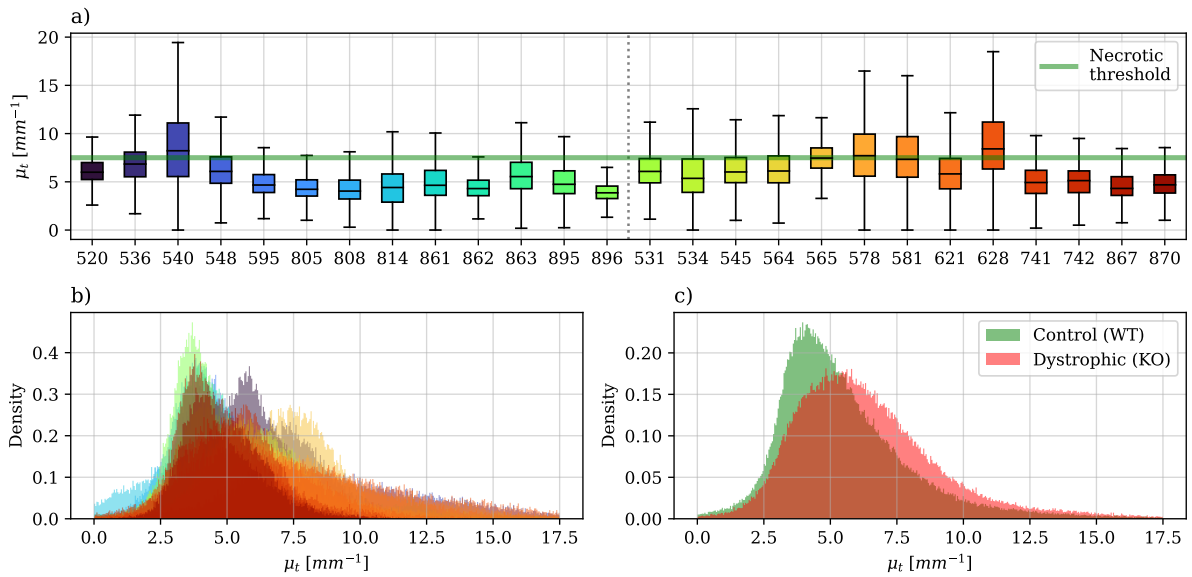 a)
20
15
10
5
0
μt [mm⁻¹]
Necrotic
threshold
520 536 540 548 595 805 808 814 861 862 863 895 896 531 534 545 564 565 578 581 621 628 741 742 867 870
b)
0.4
0.3
0.2
0.1
0.0
Density
0.0 2.5 5.0 7.5 10.0 12.5 15.0 17.5
μt [mm⁻¹]
c)
Control (WT)
Dystrophic (KO)
0.20
0.15
0.10
0.05
0.00
Density
0.0 2.5 5.0 7.5 10.0 12.5 15.0 17.5
μt [mm⁻¹]